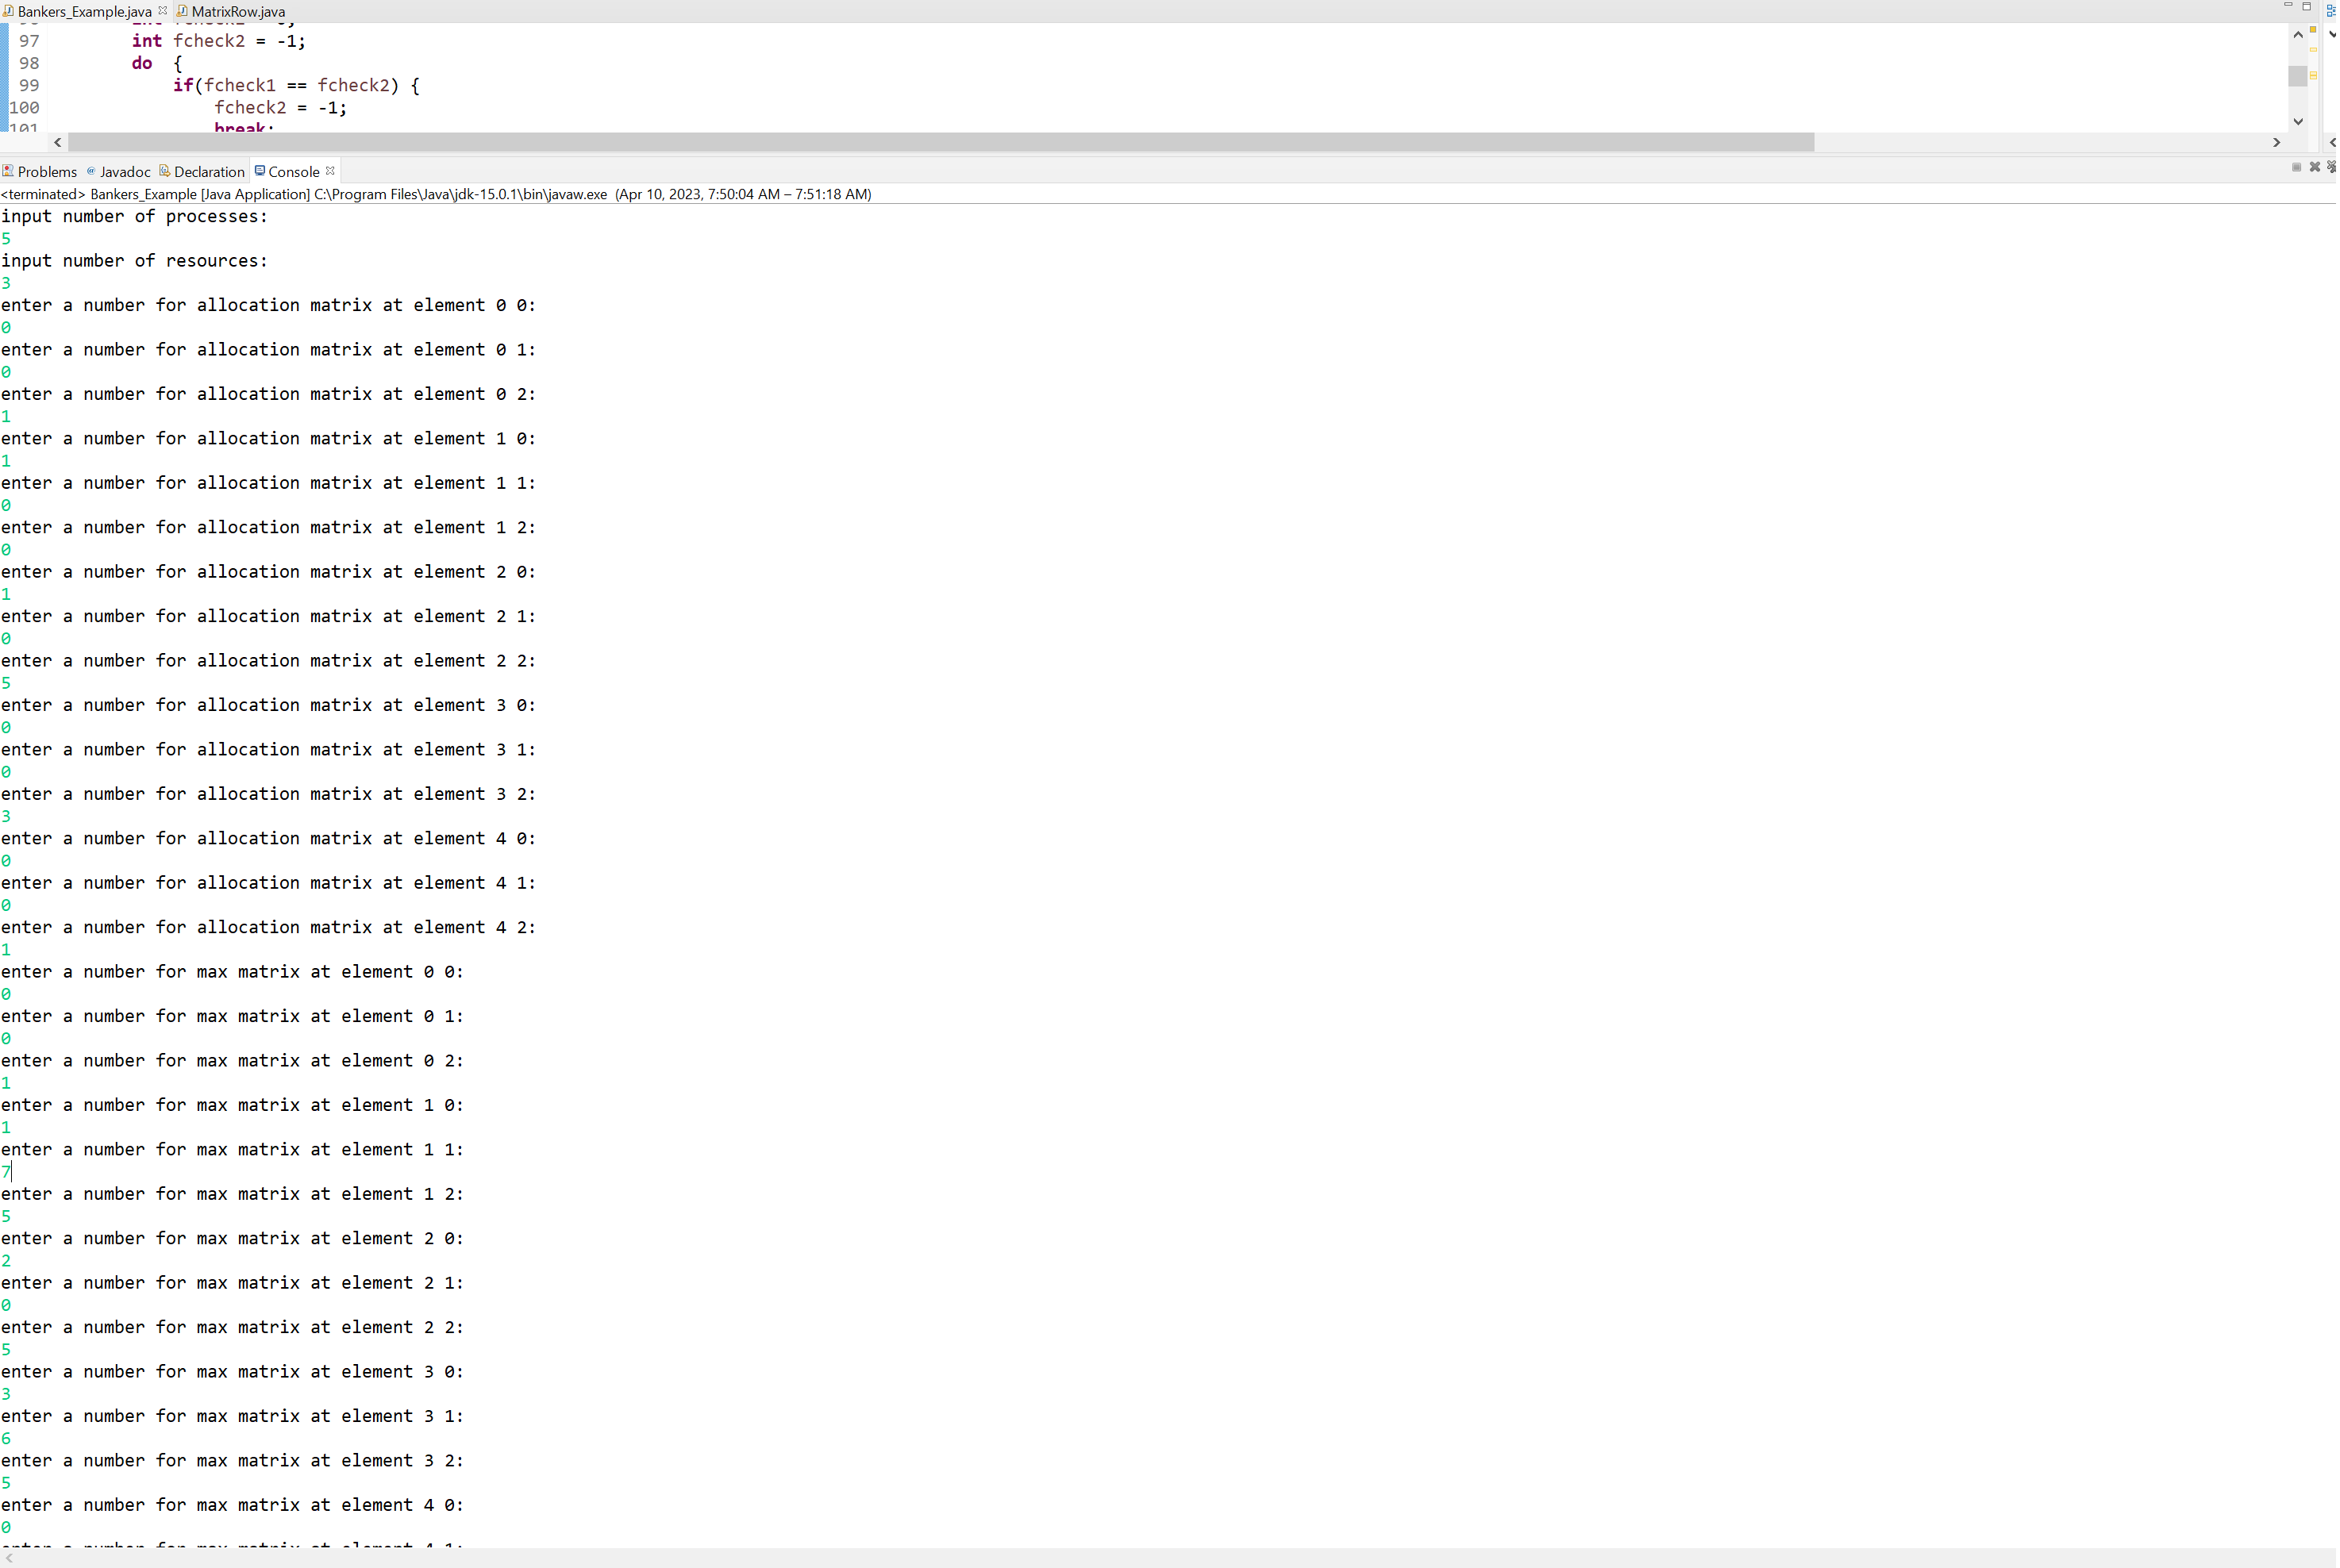 Bankers_Example.java MatrixRow.java
97 int fcheck2 = -1;
98 do {
99 if(fcheck1 == fcheck2) {
100 fcheck2 = -1;
101 break;
Problems Javadoc Declaration Console
<terminated> Bankers_Example [Java Application] C:\Program Files\Java\jdk-15.0.1\bin\javaw.exe (Apr 10, 2023, 7:50:04 AM – 7:51:18 AM)
input number of processes:
5
input number of resources:
3
enter a number for allocation matrix at element 0 0:
0
enter a number for allocation matrix at element 0 1:
0
enter a number for allocation matrix at element 0 2:
1
enter a number for allocation matrix at element 1 0:
1
enter a number for allocation matrix at element 1 1:
0
enter a number for allocation matrix at element 1 2:
0
enter a number for allocation matrix at element 2 0:
1
enter a number for allocation matrix at element 2 1:
0
enter a number for allocation matrix at element 2 2:
5
enter a number for allocation matrix at element 3 0:
0
enter a number for allocation matrix at element 3 1:
0
enter a number for allocation matrix at element 3 2:
3
enter a number for allocation matrix at element 4 0:
0
enter a number for allocation matrix at element 4 1:
0
enter a number for allocation matrix at element 4 2:
1
enter a number for max matrix at element 0 0:
0
enter a number for max matrix at element 0 1:
0
enter a number for max matrix at element 0 2:
1
enter a number for max matrix at element 1 0:
1
enter a number for max matrix at element 1 1:
7
enter a number for max matrix at element 1 2:
5
enter a number for max matrix at element 2 0:
2
enter a number for max matrix at element 2 1:
0
enter a number for max matrix at element 2 2:
5
enter a number for max matrix at element 3 0:
3
enter a number for max matrix at element 3 1:
6
enter a number for max matrix at element 3 2:
5
enter a number for max matrix at element 4 0:
0
enter a number for max matrix at element 4 1: